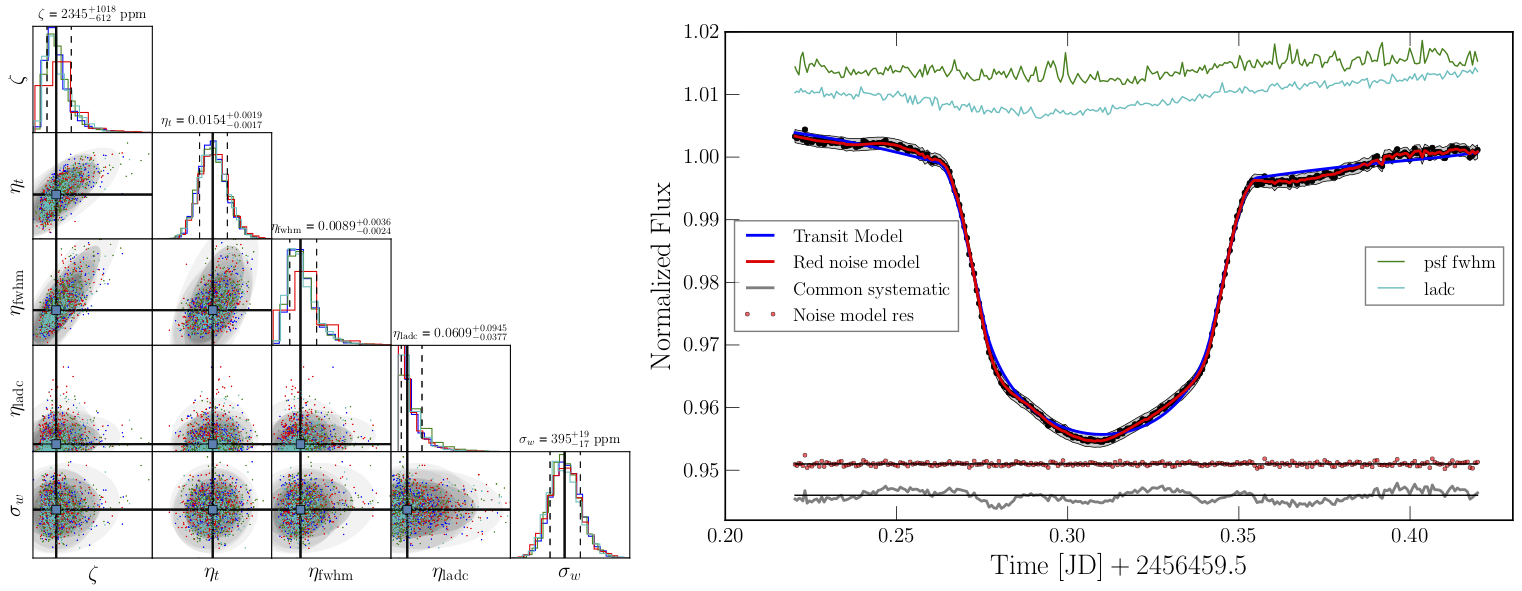 ζ = 2345 +1018 −612 ppm
ζ
η_t = 0.0154 +0.0019 −0.0017
η_t
η_fwhm = 0.0089 +0.0036 −0.0024
η_fwhm
η_ladc = 0.0609 +0.0945 −0.0377
η_ladc
σ_w = 395 +19 −17 ppm
σ_w
ζ η_t η_fwhm η_ladc σ_w
Normalized Flux
1.02
1.01
1.00
0.99
0.98
0.97
0.96
0.95
Transit Model
Red noise model
Common systematic
Noise model res
psf fwhm
ladc
0.20 0.25 0.30 0.35 0.40
Time [JD] + 2456459.5